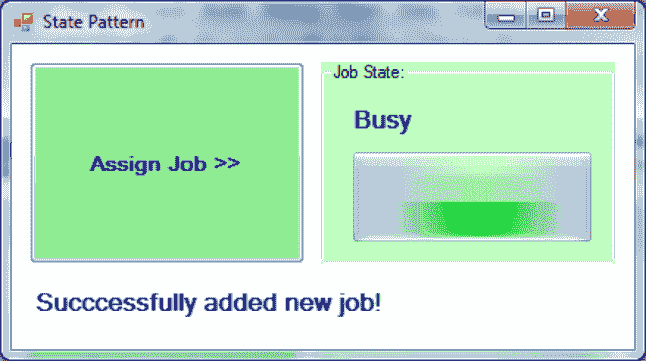 State Pattern
Job State:
Busy
Assign Job >>
Succcessfully added new job!